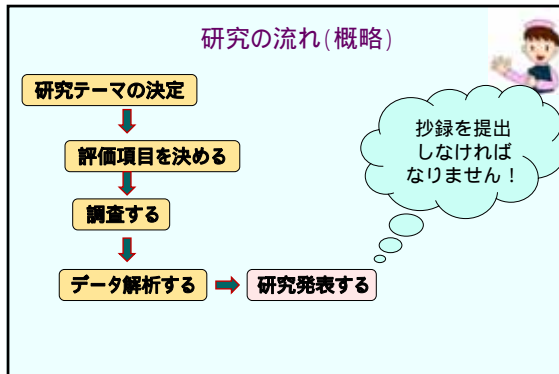 研究の流れ(概略)
研究テーマの決定
評価項目を決める
調査する
データ解析する
研究発表する
抄録を提出
しなければ
なりません！